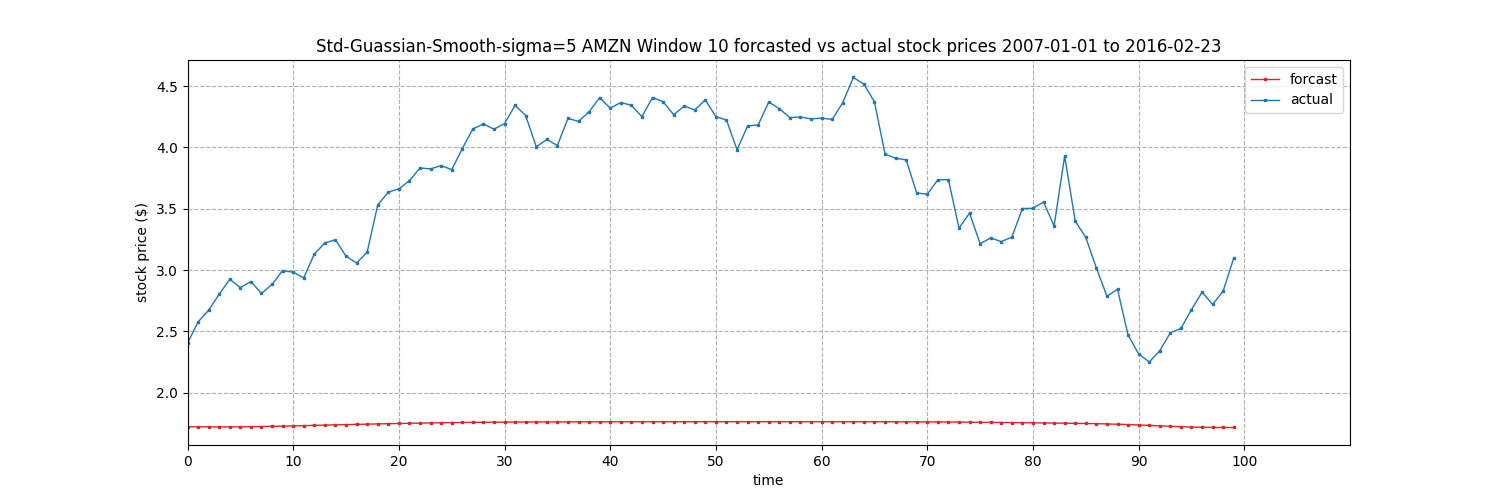 Std-Guassian-Smooth-sigma=5 AMZN Window 10 forcasted vs actual stock prices 2007-01-01 to 2016-02-23
forcast
actual
stock price ($)
4.5
4.0
3.5
3.0
2.5
2.0
0 10 20 30 40 50 60 70 80 90 100
time